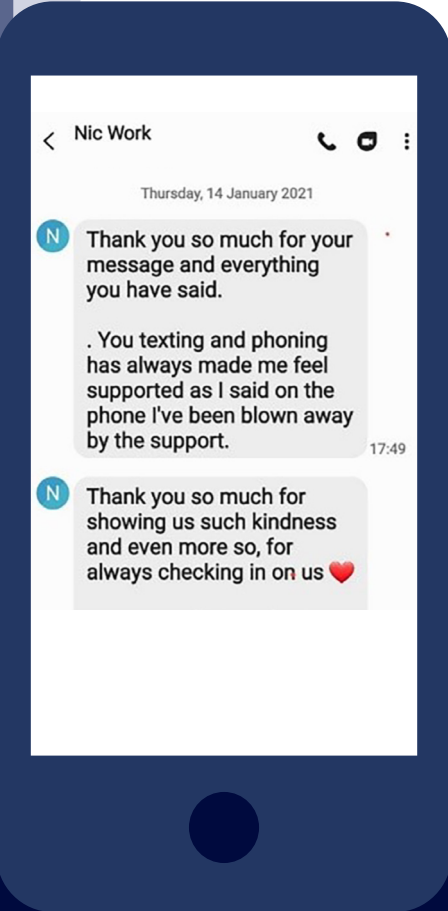 Nic Work
Thursday, 14 January 2021
N
Thank you so much for your
message and everything
you have said.
. You texting and phoning
has always made me feel
supported as I said on the
phone I've been blown away
by the support.
17:49
N
Thank you so much for
showing us such kindness
and even more so, for
always checking in on us ❤️